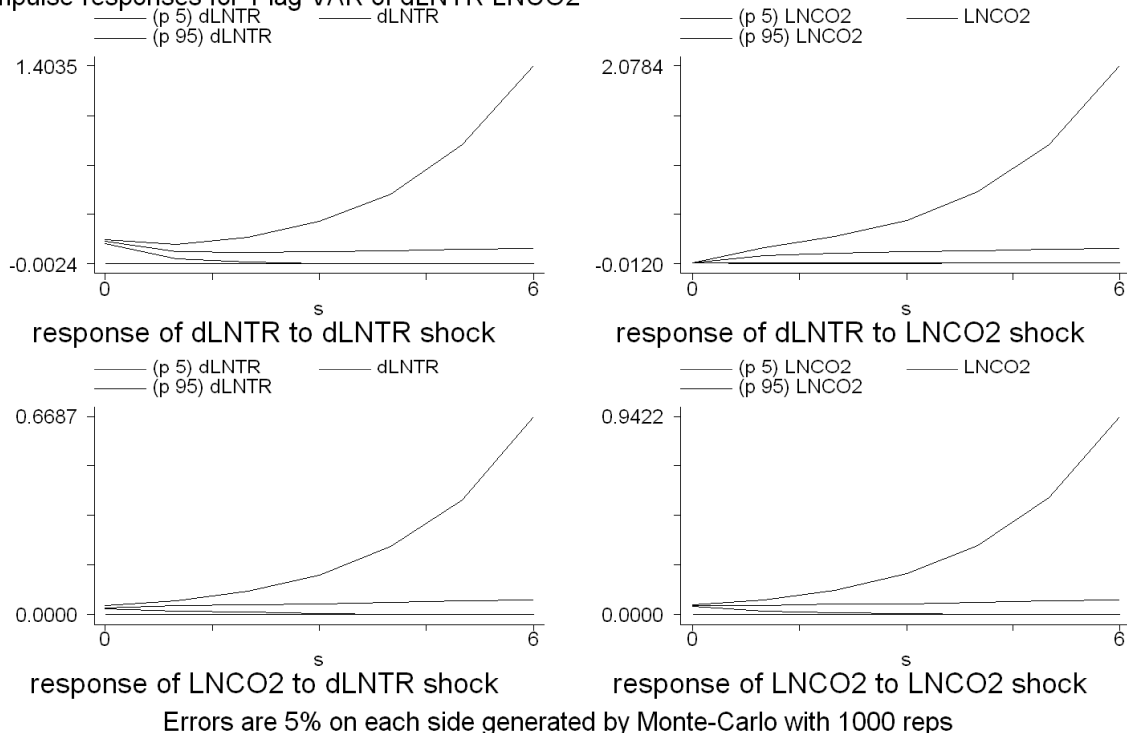 mpulse responses for 1 lag VAR of dLNTR LNCO2
(p 5) dLNTR dLNTR
(p 95) dLNTR
1.4035
-0.0024
0 6
s
response of dLNTR to dLNTR shock
(p 5) LNCO2 LNCO2
(p 95) LNCO2
2.0784
-0.0120
0 6
s
response of dLNTR to LNCO2 shock
(p 5) dLNTR dLNTR
(p 95) dLNTR
0.6687
0.0000
0 6
s
response of LNCO2 to dLNTR shock
(p 5) LNCO2 LNCO2
(p 95) LNCO2
0.9422
0.0000
0 6
s
response of LNCO2 to LNCO2 shock
Errors are 5% on each side generated by Monte-Carlo with 1000 reps